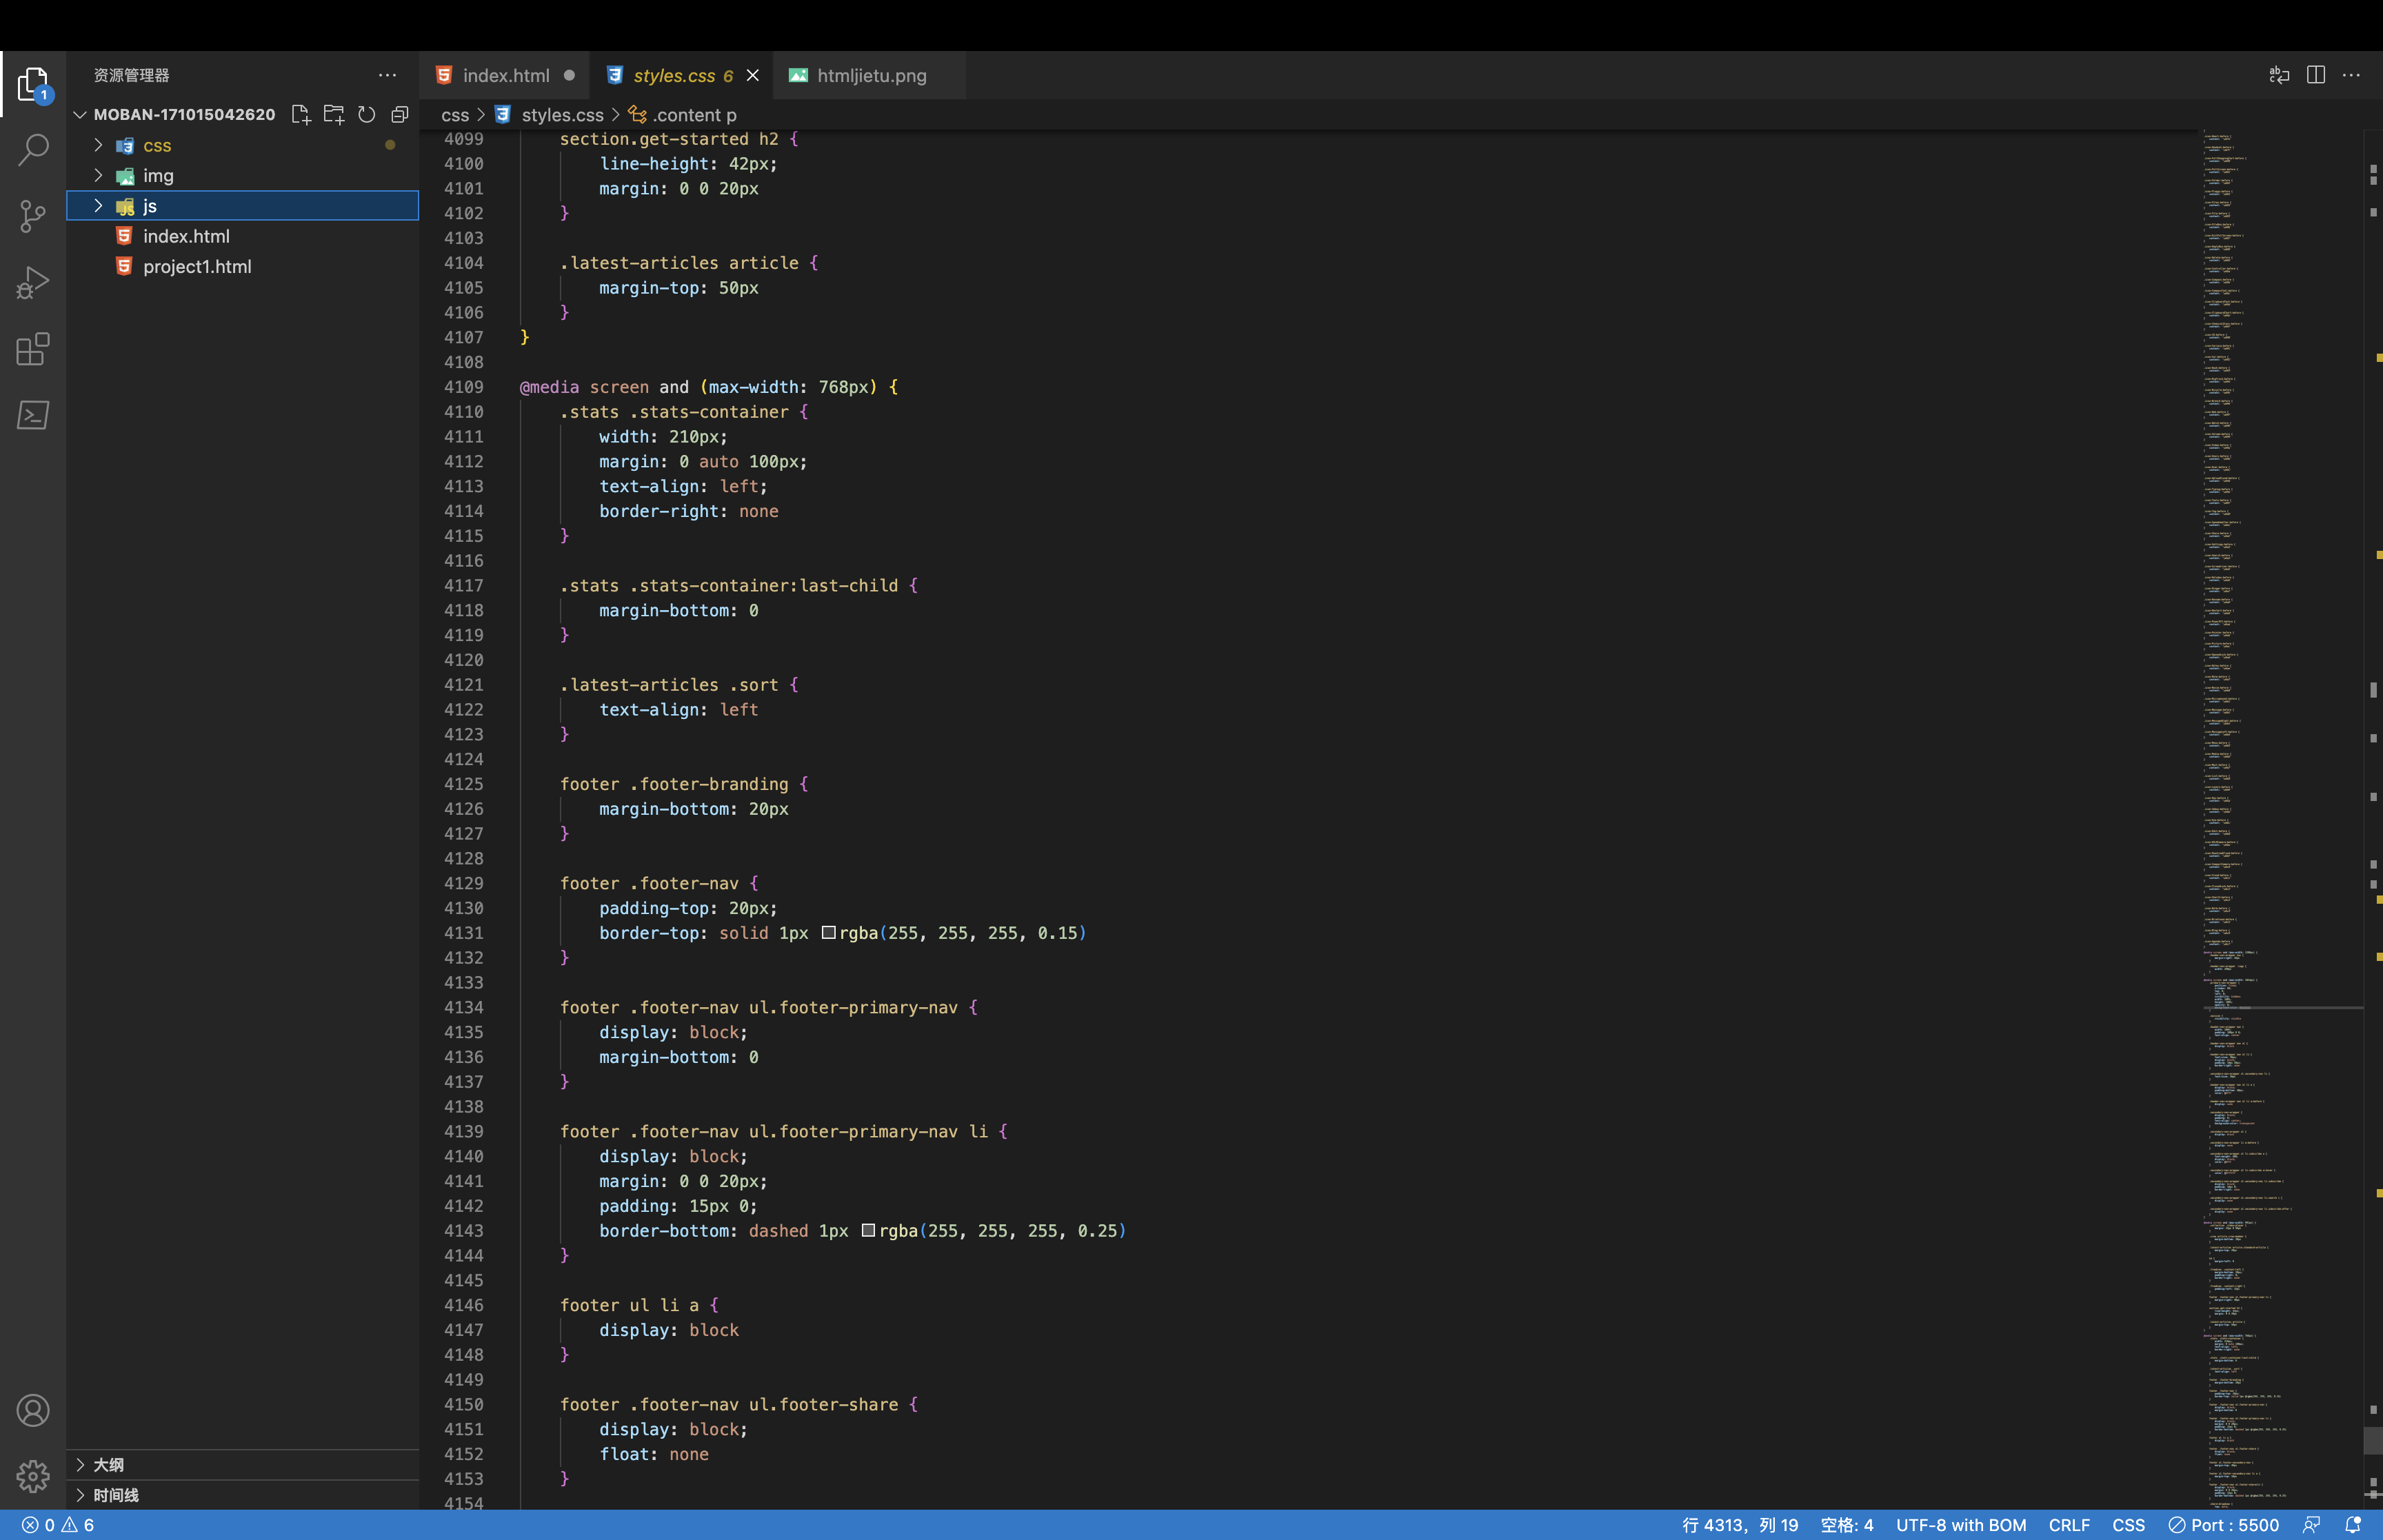 资源管理器
MOBAN-171015042620
css
img
js
index.html
project1.html
大纲
时间线
index.html
styles.css 6
htmljietu.png
css > styles.css > .content p
4099 section.get-started h2 {
4100 line-height: 42px;
4101 margin: 0 0 20px
4102 }
4103
4104 .latest-articles article {
4105 margin-top: 50px
4106 }
4107 }
4108
4109 @media screen and (max-width: 768px) {
4110 .stats .stats-container {
4111 width: 210px;
4112 margin: 0 auto 100px;
4113 text-align: left;
4114 border-right: none
4115 }
4116
4117 .stats .stats-container:last-child {
4118 margin-bottom: 0
4119 }
4120
4121 .latest-articles .sort {
4122 text-align: left
4123 }
4124
4125 footer .footer-branding {
4126 margin-bottom: 20px
4127 }
4128
4129 footer .footer-nav {
4130 padding-top: 20px;
4131 border-top: solid 1px rgba(255, 255, 255, 0.15)
4132 }
4133
4134 footer .footer-nav ul.footer-primary-nav {
4135 display: block;
4136 margin-bottom: 0
4137 }
4138
4139 footer .footer-nav ul.footer-primary-nav li {
4140 display: block;
4141 margin: 0 0 20px;
4142 padding: 15px 0;
4143 border-bottom: dashed 1px rgba(255, 255, 255, 0.25)
4144 }
4145
4146 footer ul li a {
4147 display: block
4148 }
4149
4150 footer .footer-nav ul.footer-share {
4151 display: block;
4152 float: none
4153 }
4154
0 6
行 4313，列 19 空格: 4 UTF-8 with BOM CRLF CSS Port : 5500